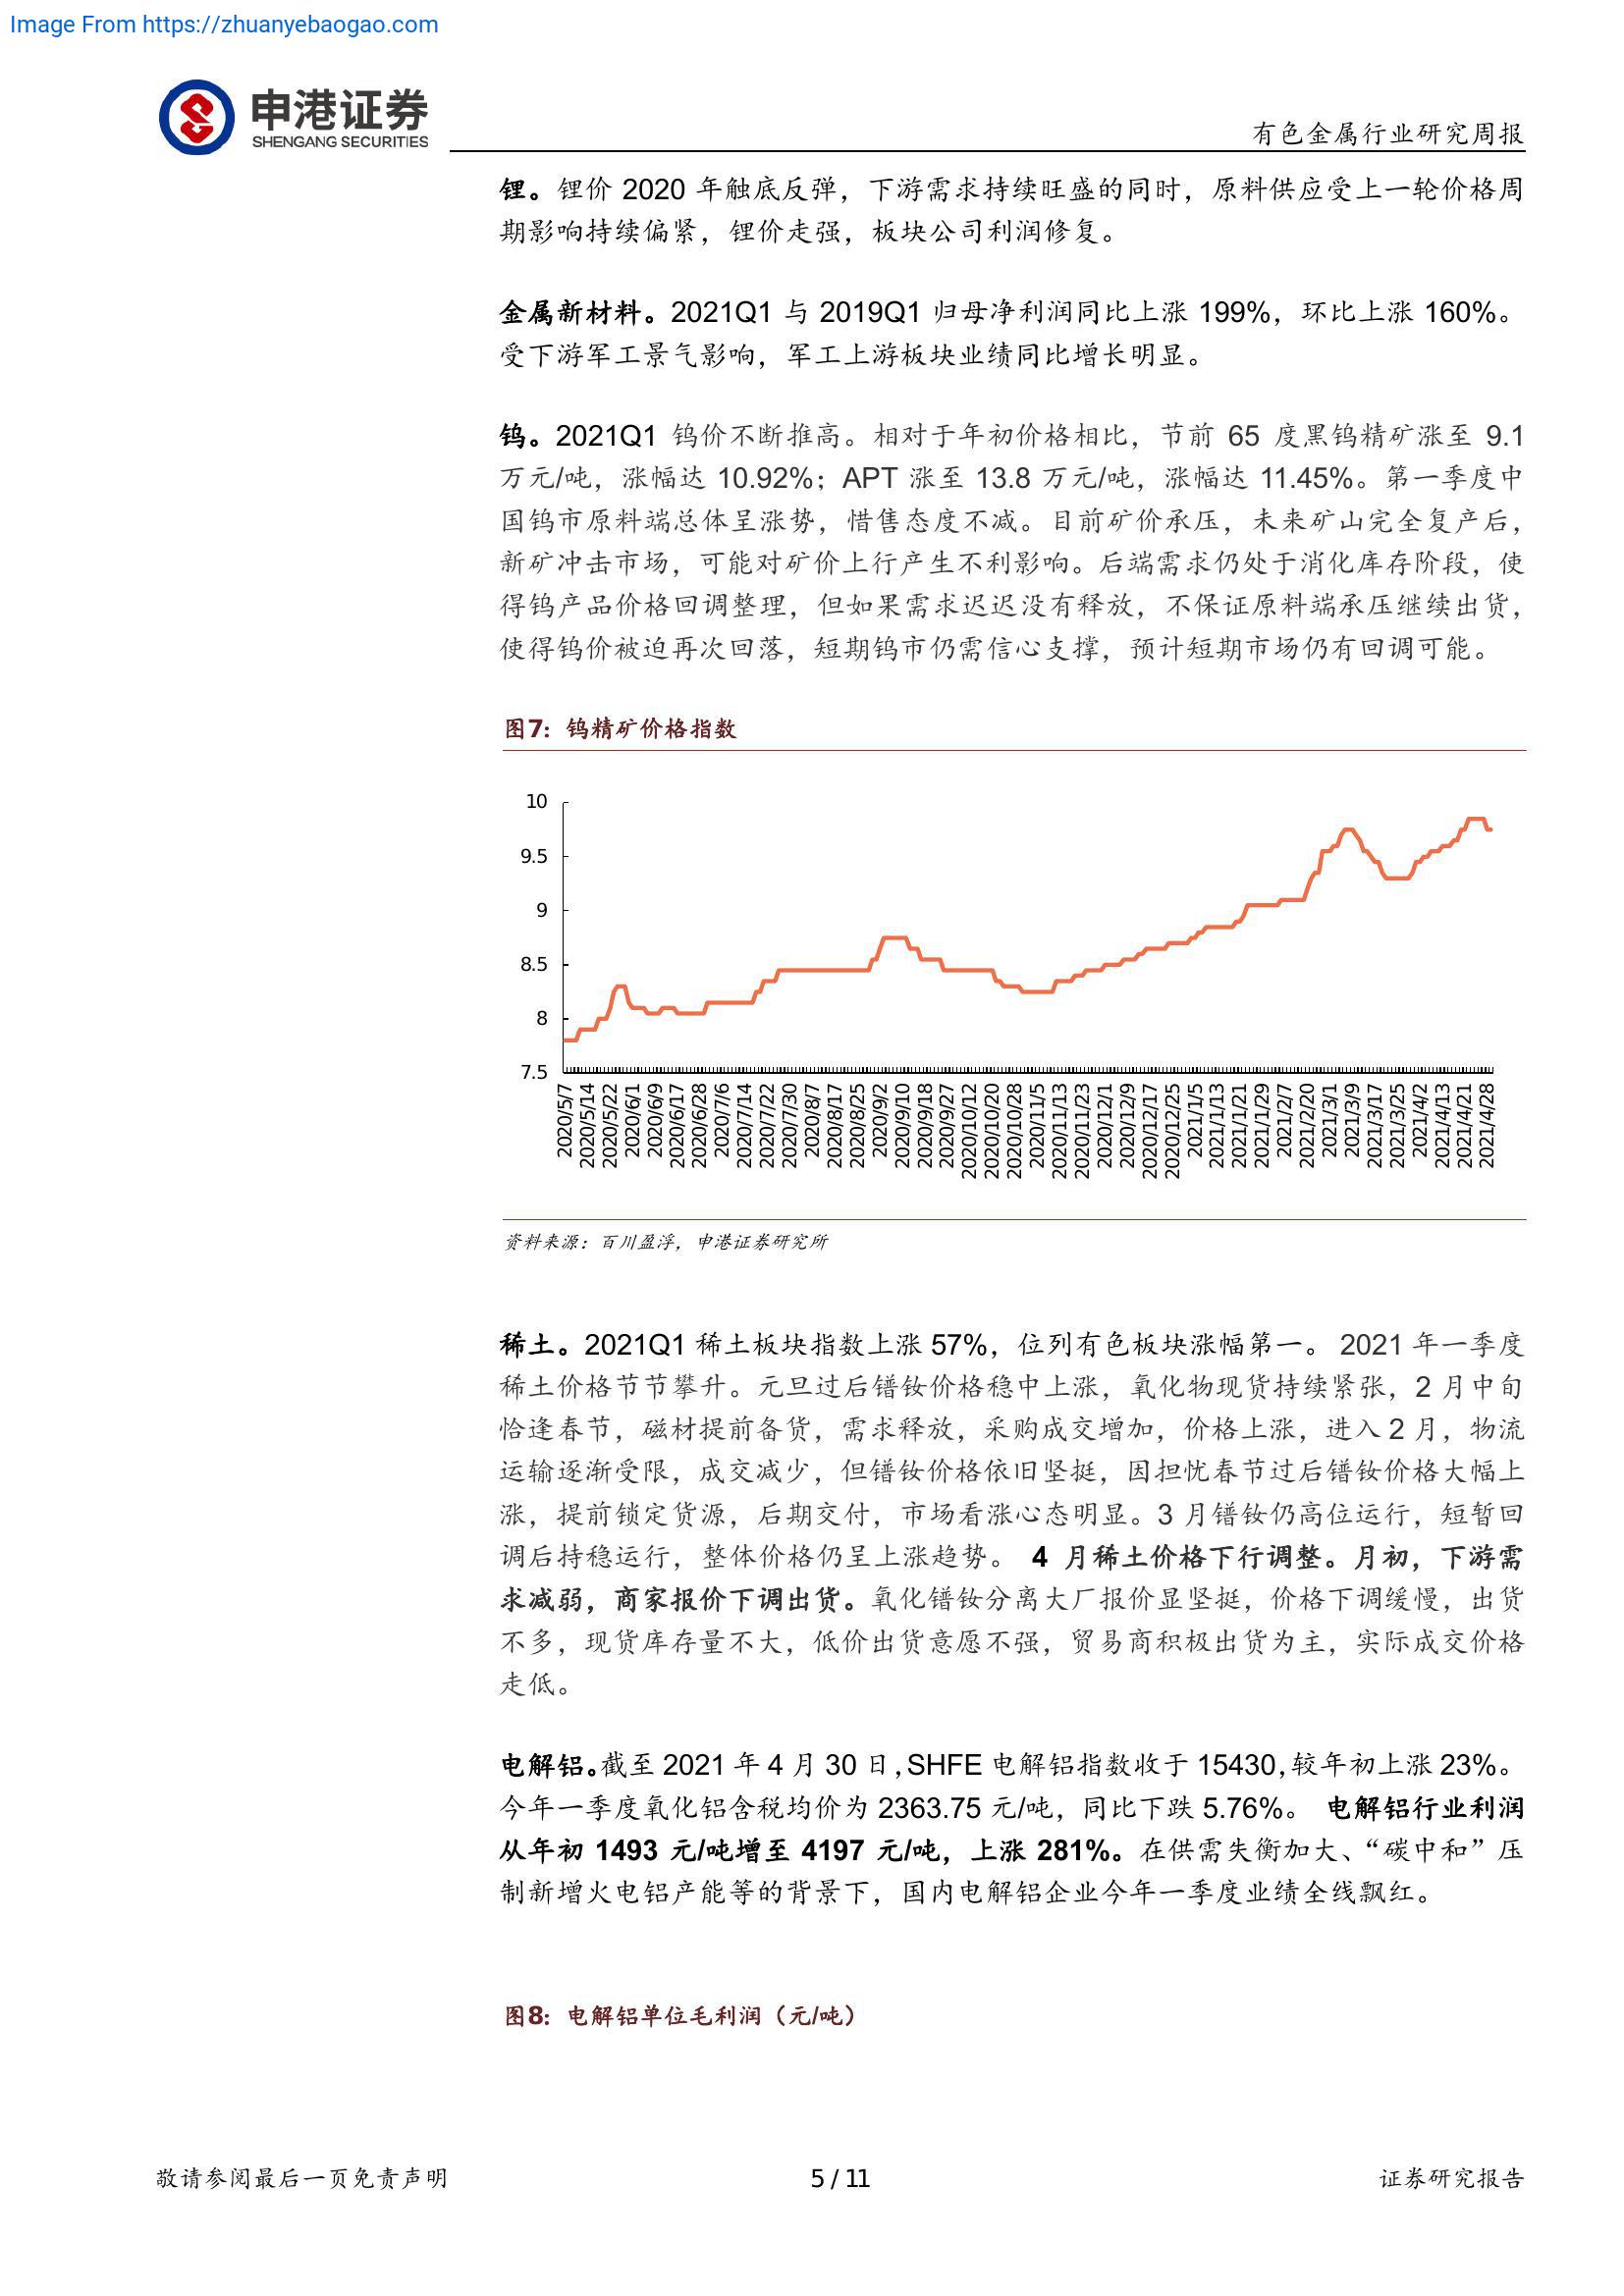 Image From https://zhuanyebaogao.com
申港证券
SHENGANG SECURITIES
有色金属行业研究周报
锂。锂价 2020 年触底反弹，下游需求持续旺盛的同时，原料供应受上一轮价格周
期影响持续偏紧，锂价走强，板块公司利润修复。
金属新材料。2021Q1 与 2019Q1 归母净利润同比上涨 199%，环比上涨 160%。
受下游军工景气影响，军工上游板块业绩同比增长明显。
钨。2021Q1 钨价不断推高。相对于年初价格相比，节前 65 度黑钨精矿涨至 9.1
万元/吨，涨幅达 10.92%；APT 涨至 13.8 万元/吨，涨幅达 11.45%。第一季度中
国钨市原料端总体呈涨势，惜售态度不减。目前矿价承压，未来矿山完全复产后，
新矿冲击市场，可能对矿价上行产生不利影响。后端需求仍处于消化库存阶段，使
得钨产品价格回调整理，但如果需求迟迟没有释放，不保证原料端承压继续出货，
使得钨价被迫再次回落，短期钨市仍需信心支撑，预计短期市场仍有回调可能。
图7：钨精矿价格指数
10
9.5
9
8.5
8
7.5
2020/5/7
2020/5/14
2020/5/22
2020/6/1
2020/6/9
2020/6/17
2020/6/28
2020/7/6
2020/7/14
2020/7/22
2020/7/30
2020/8/7
2020/8/17
2020/8/25
2020/9/2
2020/9/10
2020/9/18
2020/9/27
2020/10/12
2020/10/20
2020/10/28
2020/11/5
2020/11/13
2020/11/23
2020/12/1
2020/12/9
2020/12/17
2020/12/25
2021/1/5
2021/1/13
2021/1/21
2021/1/29
2021/2/7
2021/2/20
2021/3/1
2021/3/9
2021/3/17
2021/3/25
2021/4/2
2021/4/13
2021/4/21
2021/4/28
资料来源：百川盈浮，申港证券研究所
稀土。2021Q1 稀土板块指数上涨 57%，位列有色板块涨幅第一。 2021 年一季度
稀土价格节节攀升。元旦过后镨钕价格稳中上涨，氧化物现货持续紧张，2 月中旬
恰逢春节，磁材提前备货，需求释放，采购成交增加，价格上涨，进入 2 月，物流
运输逐渐受限，成交减少，但镨钕价格依旧坚挺，因担忧春节过后镨钕价格大幅上
涨，提前锁定货源，后期交付，市场看涨心态明显。3 月镨钕仍高位运行，短暂回
调后持稳运行，整体价格仍呈上涨趋势。 4 月稀土价格下行调整。月初，下游需
求减弱，商家报价下调出货。氧化镨钕分离大厂报价显坚挺，价格下调缓慢，出货
不多，现货库存量不大，低价出货意愿不强，贸易商积极出货为主，实际成交价格
走低。
电解铝。截至 2021 年 4 月 30 日，SHFE 电解铝指数收于 15430，较年初上涨 23%。
今年一季度氧化铝含税均价为 2363.75 元/吨，同比下跌 5.76%。 电解铝行业利润
从年初 1493 元/吨增至 4197 元/吨，上涨 281%。在供需失衡加大、“碳中和”压
制新增火电铝产能等的背景下，国内电解铝企业今年一季度业绩全线飘红。
图8：电解铝单位毛利润（元/吨）
敬请参阅最后一页免责声明
5 / 11
证券研究报告